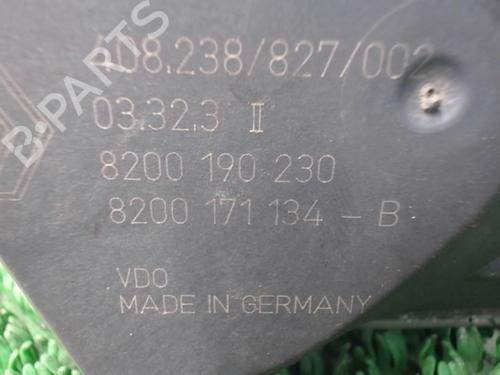 408.238/827/002
03.32.3 II
8200 190 230
8200 171 134 - B
VDO
MADE IN GERMANY
B-PARTS